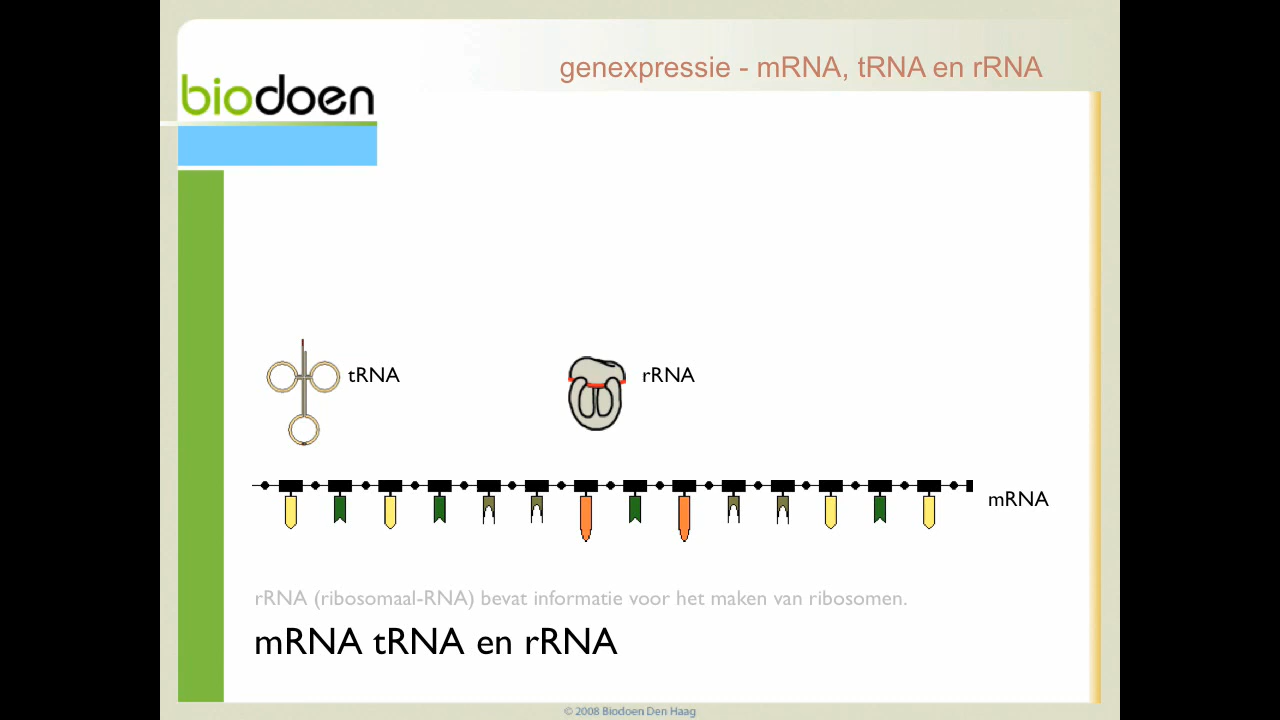 genexpressie - mRNA, tRNA en rRNA
biodoen
tRNA
rRNA
mRNA
rRNA (ribosomaal-RNA) bevat informatie voor het maken van ribosomen.
mRNA tRNA en rRNA
© 2008 Biodoen Den Haag